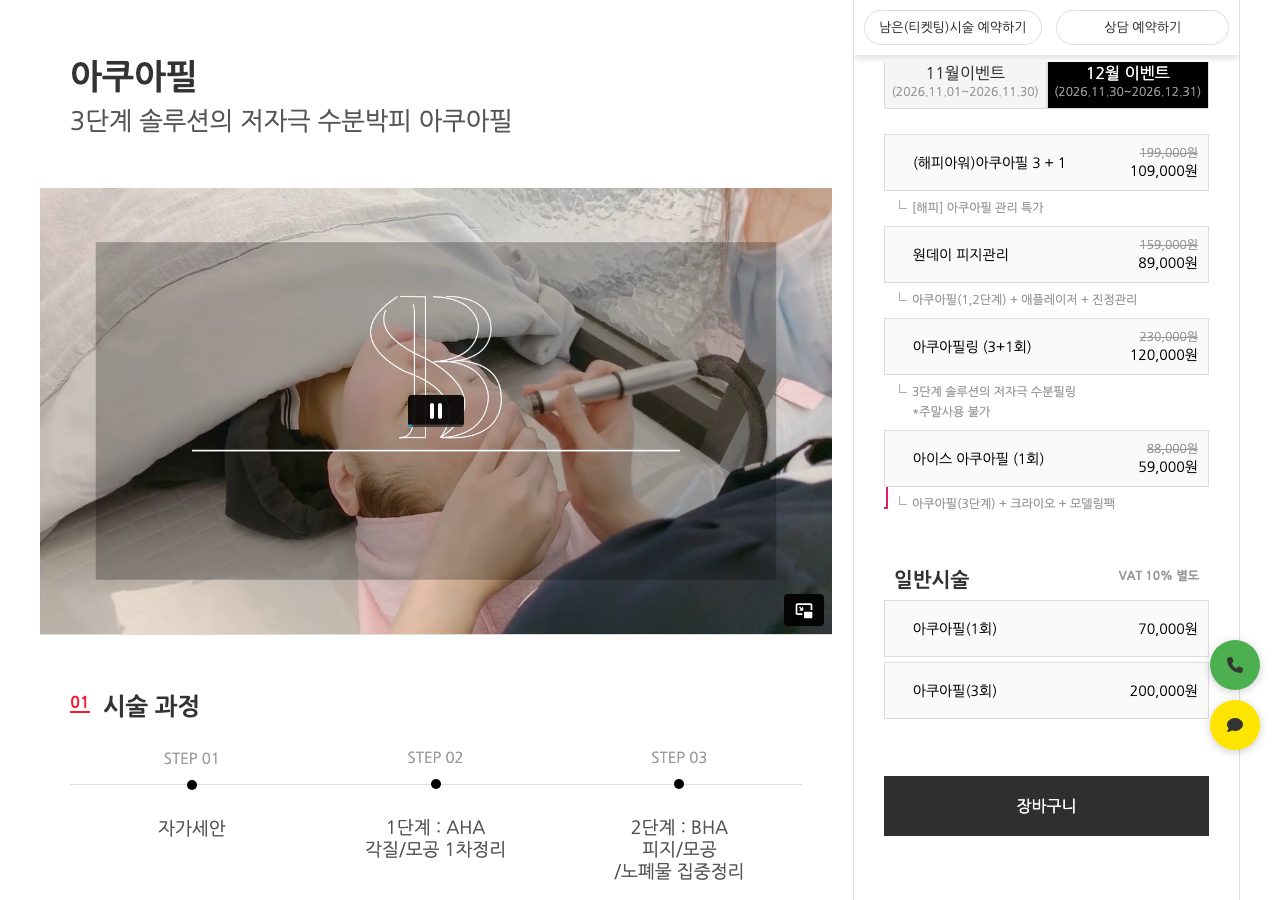 아쿠아필
3단계 솔루션의 저자극 수분박피 아쿠아필
01 시술 과정
STEP 01
자가세안
STEP 02
1단계 : AHA
각질/모공 1차정리
STEP 03
2단계 : BHA
피지/모공
/노폐물 집중정리
남은(티켓팅)시술 예약하기
상담 예약하기
11월이벤트
(2026.11.01~2026.11.30)
12월 이벤트
(2026.11.30~2026.12.31)
(해피아워)아쿠아필 3 + 1
199,000원
109,000원
[해피] 아쿠아필 관리 특가
원데이 피지관리
159,000원
89,000원
아쿠아필(1,2단계) + 애플레이저 + 진정관리
아쿠아필링 (3+1회)
230,000원
120,000원
3단계 솔루션의 저자극 수분필링
*주말사용 불가
아이스 아쿠아필 (1회)
88,000원
59,000원
아쿠아필(3단계) + 크라이오 + 모델링팩
일반시술
VAT 10% 별도
아쿠아필(1회)
70,000원
아쿠아필(3회)
200,000원
장바구니